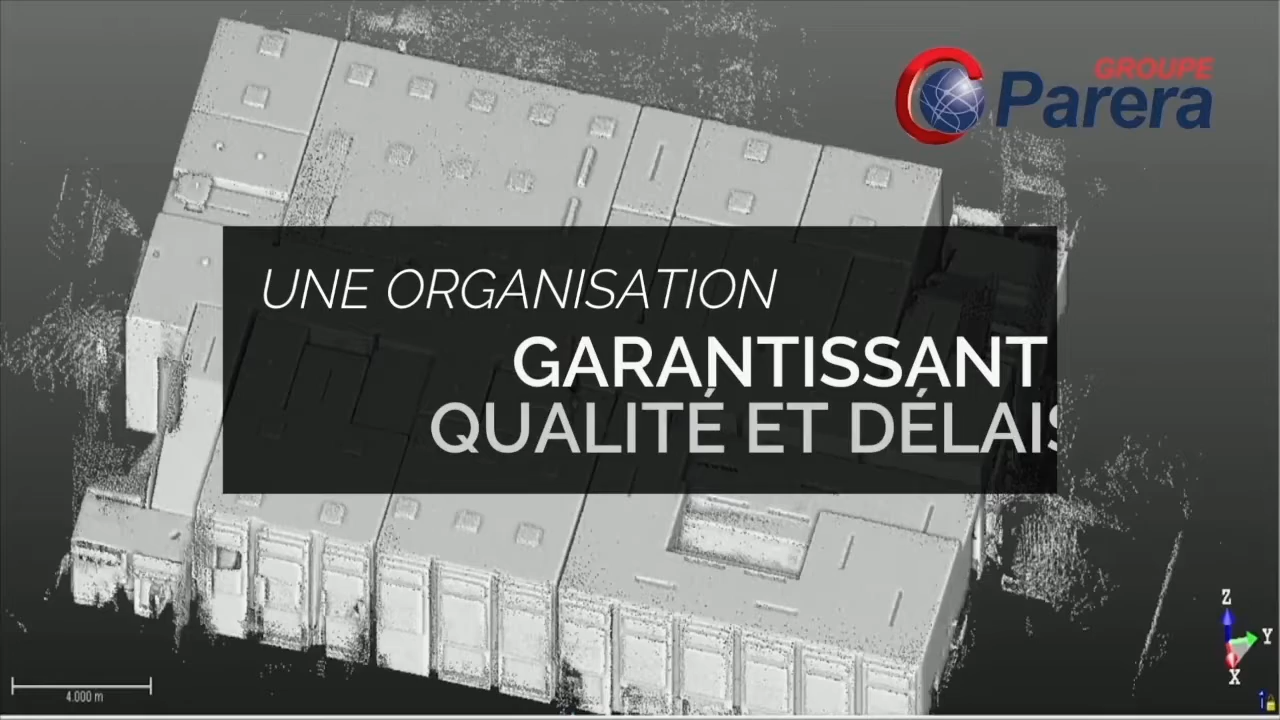 GROUPE
Parera
UNE ORGANISATION
GARANTISSANT
QUALITÉ ET DÉLAIS
Z
Y
X
4.000 m